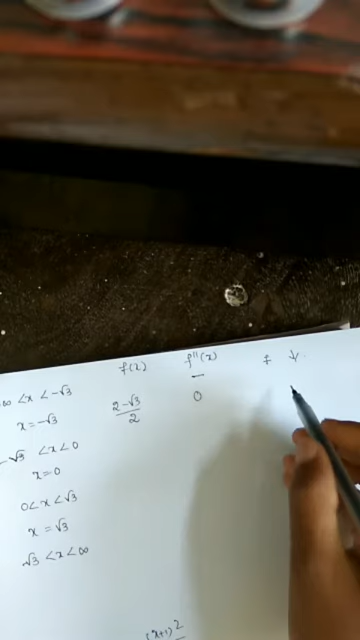 f(x) f''(x) f ↓
∞ < x < -√3 —
x = -√3 2-√3/2 0
-√3 < x < 0
x = 0
0 < x < √3
x = √3
√3 < x < ∞
(x+1)²